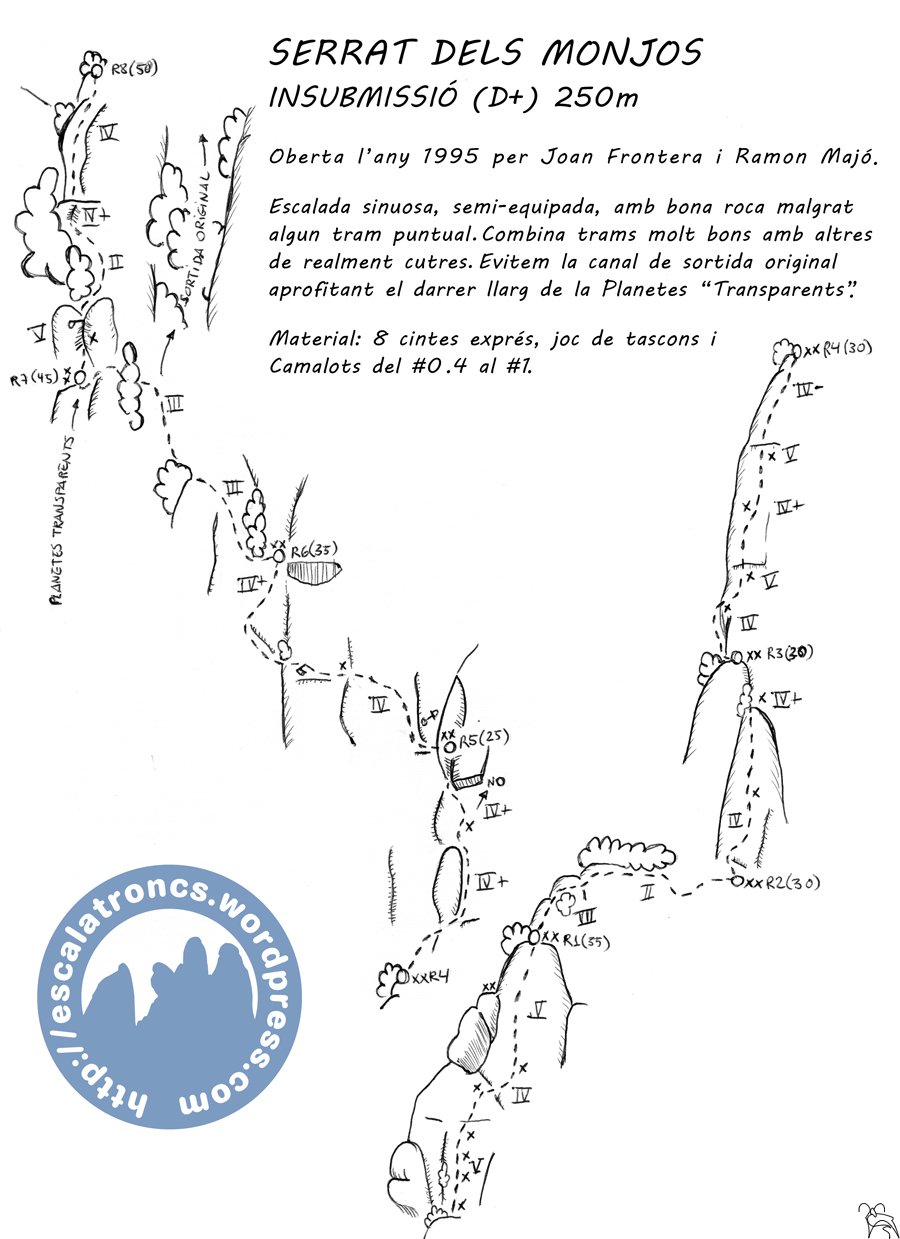 SERRAT DELS MONJOS
INSUBMISSIÓ (D+) 250m
Oberta l'any 1995 per Joan Frontera i Ramon Majó.
Escalada sinuosa, semi-equipada, amb bona roca malgrat
algun tram puntual. Combina trams molt bons amb altres
de realment cutres. Evitem la canal de sortida original
aprofitant el darrer llarg de la Planetes “Transparents”.
Material: 8 cintes exprés, joc de tascons i
Camalots del #0.4 al #1.
R8(50)
IV
IV+
III
V
R7(45)
SORTIDA ORIGINAL
PLANETES TRANSPARENTS
III
III
R6(35)
IV+
IV
R5(25)
NO
IV+
IV+
R4
R4(30)
IV-
V
IV+
V
IV
R3(30)
IV+
IV
R2(30)
II
III
R1(35)
V
IV
V
http://escalatroncs.wordpress.com